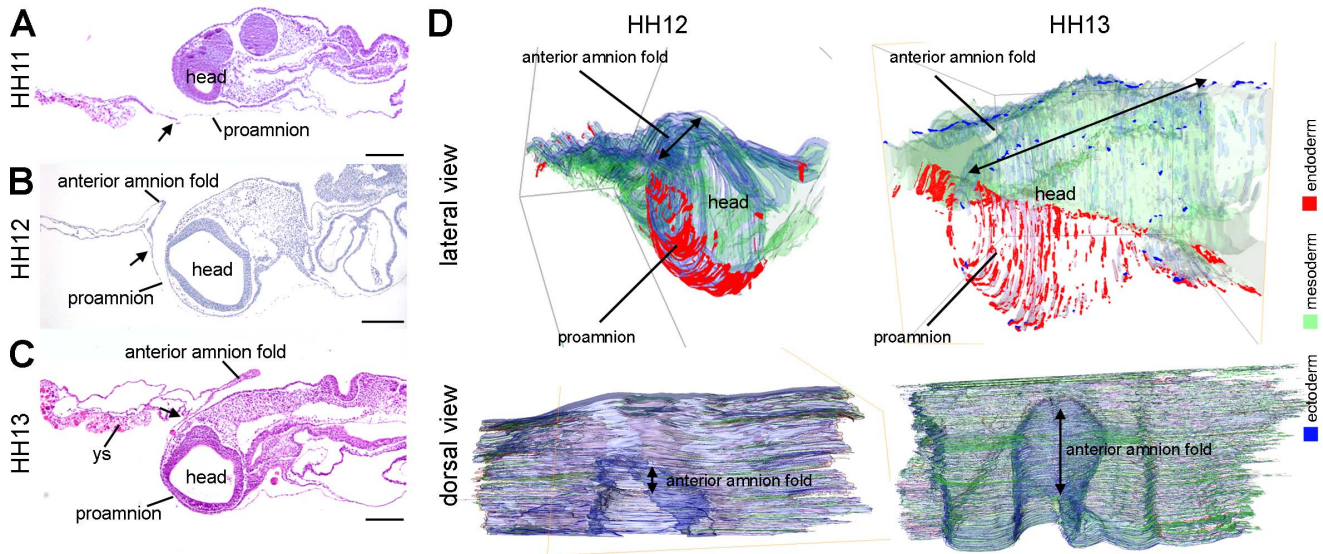 A
HH11
head
proamnion
B
HH12
anterior amnion fold
head
proamnion
C
HH13
anterior amnion fold
ys
head
proamnion
D
HH12
HH13
lateral view
anterior amnion fold
head
proamnion
anterior amnion fold
head
proamnion
dorsal view
anterior amnion fold
anterior amnion fold
endoderm
mesoderm
ectoderm